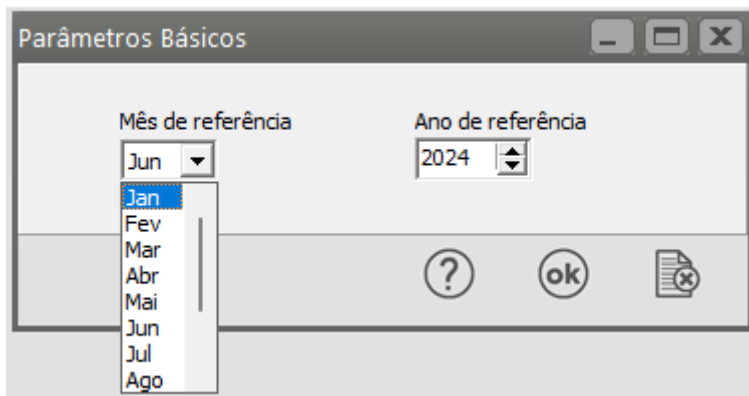 Parâmetros Básicos
Mês de referência
Ano de referência
Jun
2024
Jan
Fev
Mar
Abr
Mai
Jun
Jul
Ago
?
ok